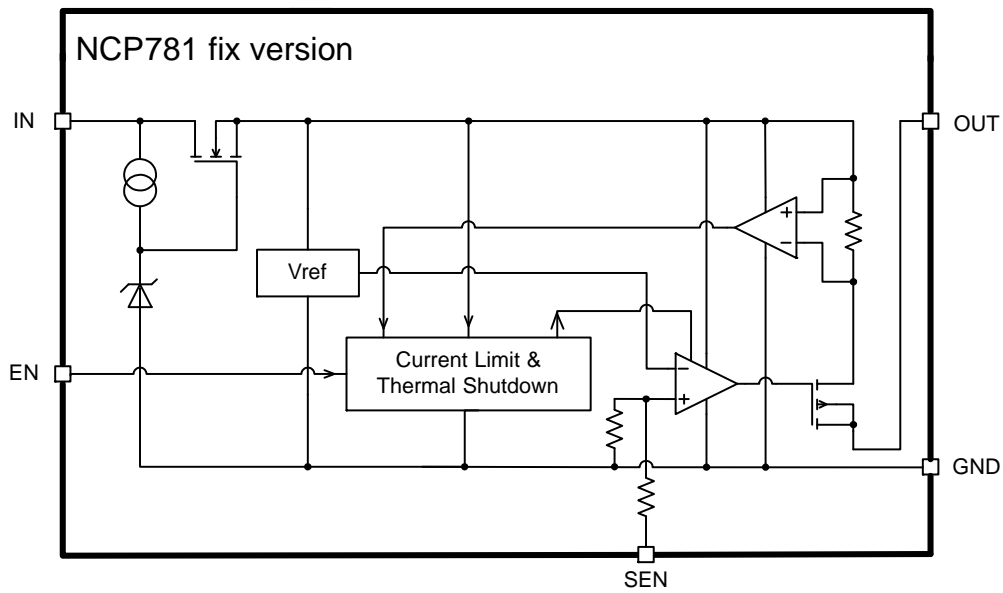 NCP781 fix version
IN
OUT
+
−
Vref
EN
Current Limit &
Thermal Shutdown
−
+
GND
SEN